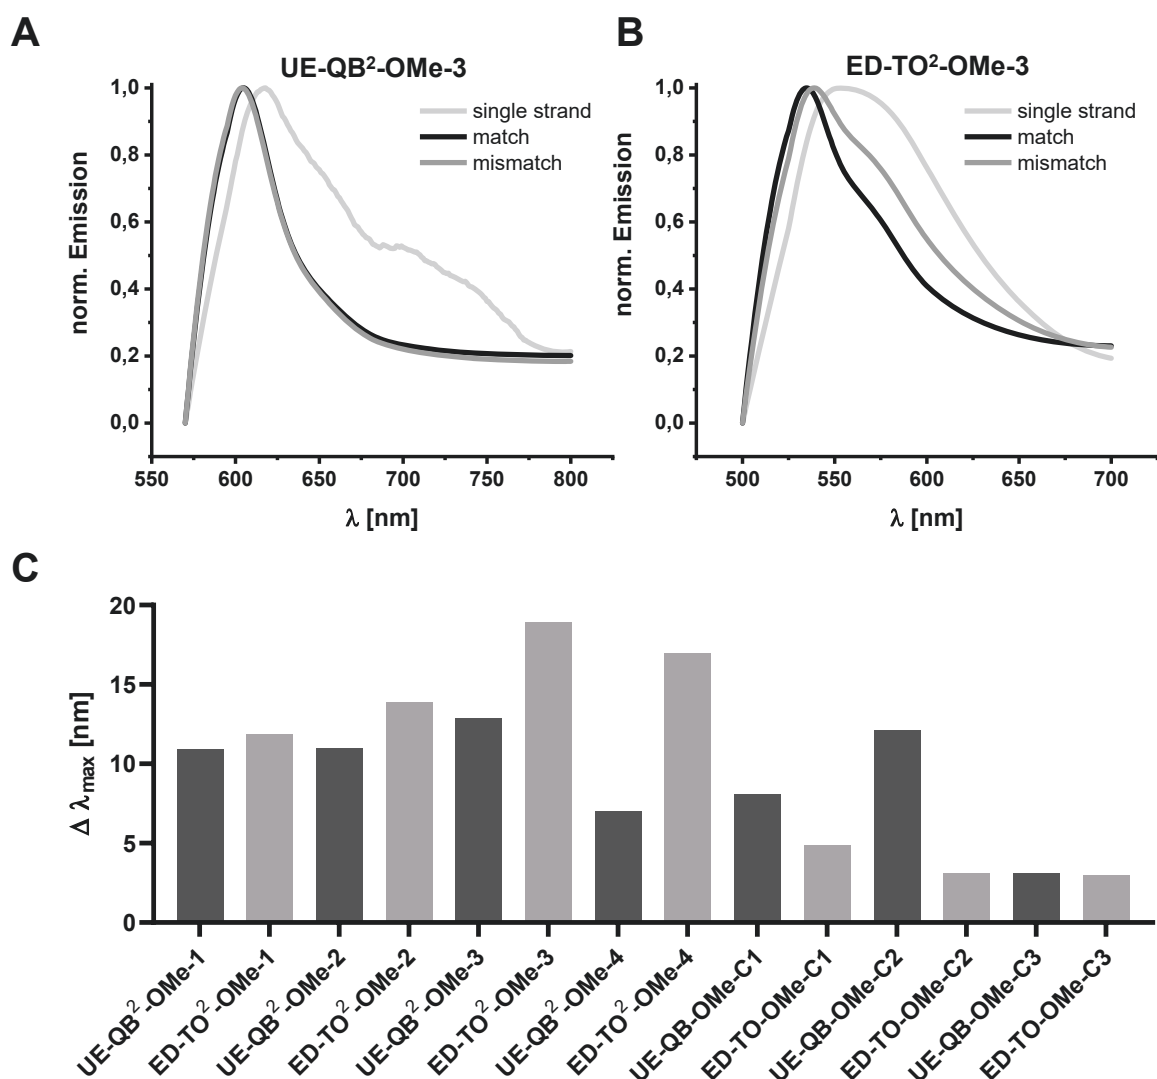 A
UE-QB²-OMe-3
1,0
0,8
0,6
0,4
0,2
0,0
norm. Emission
single strand
match
mismatch
550 600 650 700 750 800
λ [nm]
B
ED-TO²-OMe-3
1,0
0,8
0,6
0,4
0,2
0,0
norm. Emission
single strand
match
mismatch
500 550 600 650 700
λ [nm]
C
20
15
10
5
0
Δ λmax [nm]
UE-QB²-OMe-1
ED-TO²-OMe-1
UE-QB²-OMe-2
ED-TO²-OMe-2
UE-QB²-OMe-3
ED-TO²-OMe-3
UE-QB²-OMe-4
ED-TO²-OMe-4
UE-QB-OMe-C1
ED-TO-OMe-C1
UE-QB-OMe-C2
ED-TO-OMe-C2
UE-QB-OMe-C3
ED-TO-OMe-C3